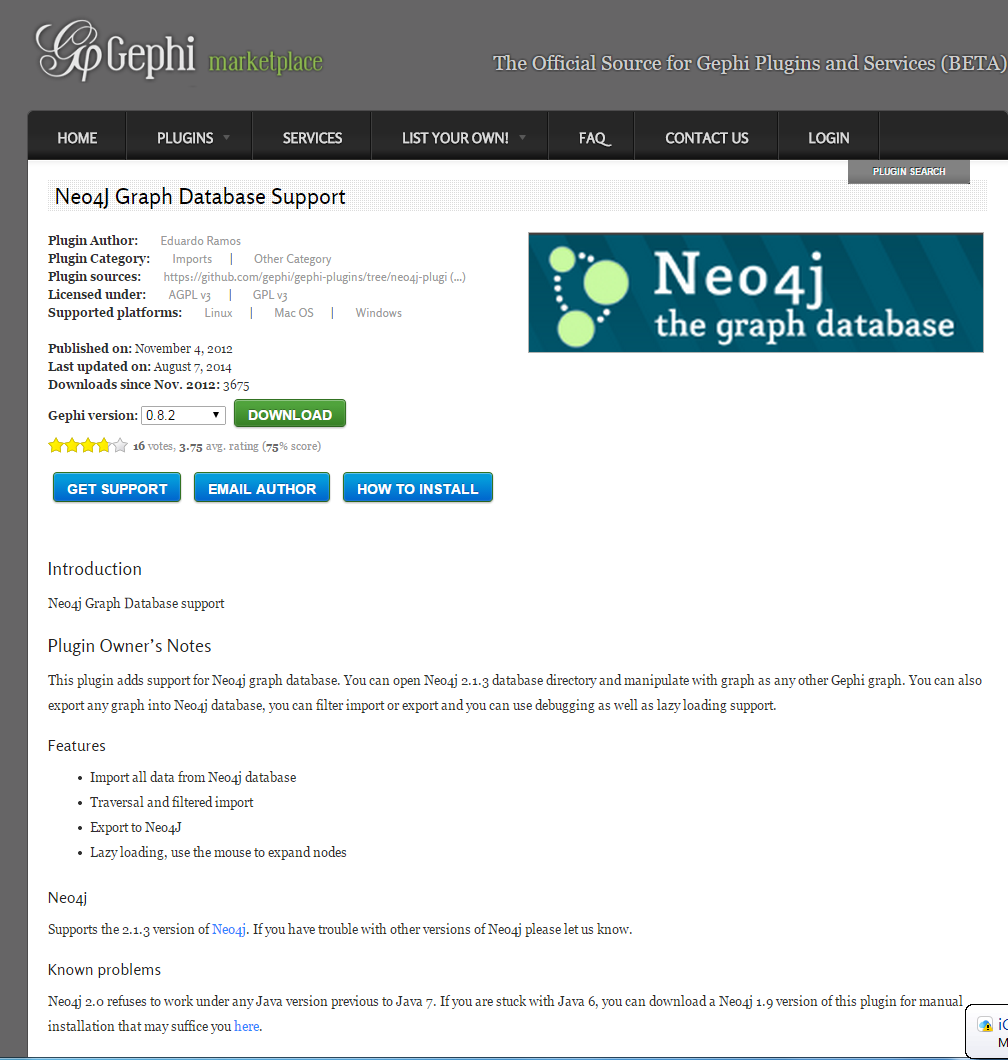 Gephi marketplace
The Official Source for Gephi Plugins and Services (BETA)
HOME PLUGINS SERVICES LIST YOUR OWN! FAQ CONTACT US LOGIN
PLUGIN SEARCH
Neo4J Graph Database Support
Plugin Author: Eduardo Ramos
Plugin Category: Imports | Other Category
Plugin sources: https://github.com/gephi/gephi-plugins/tree/neo4j-plugi (...)
Licensed under: AGPL v3 | GPL v3
Supported platforms: Linux | Mac OS | Windows
Neo4j
the graph database
Published on: November 4, 2012
Last updated on: August 7, 2014
Downloads since Nov. 2012: 3675
Gephi version: 0.8.2 DOWNLOAD
16 votes, 3.75 avg. rating (75% score)
GET SUPPORT EMAIL AUTHOR HOW TO INSTALL
Introduction
Neo4j Graph Database support
Plugin Owner's Notes
This plugin adds support for Neo4j graph database. You can open Neo4j 2.1.3 database directory and manipulate with graph as any other Gephi graph. You can also
export any graph into Neo4j database, you can filter import or export and you can use debugging as well as lazy loading support.
Features
• Import all data from Neo4j database
• Traversal and filtered import
• Export to Neo4J
• Lazy loading, use the mouse to expand nodes
Neo4j
Supports the 2.1.3 version of Neo4j. If you have trouble with other versions of Neo4j please let us know.
Known problems
Neo4j 2.0 refuses to work under any Java version previous to Java 7. If you are stuck with Java 6, you can download a Neo4j 1.9 version of this plugin for manual
installation that may suffice you here.